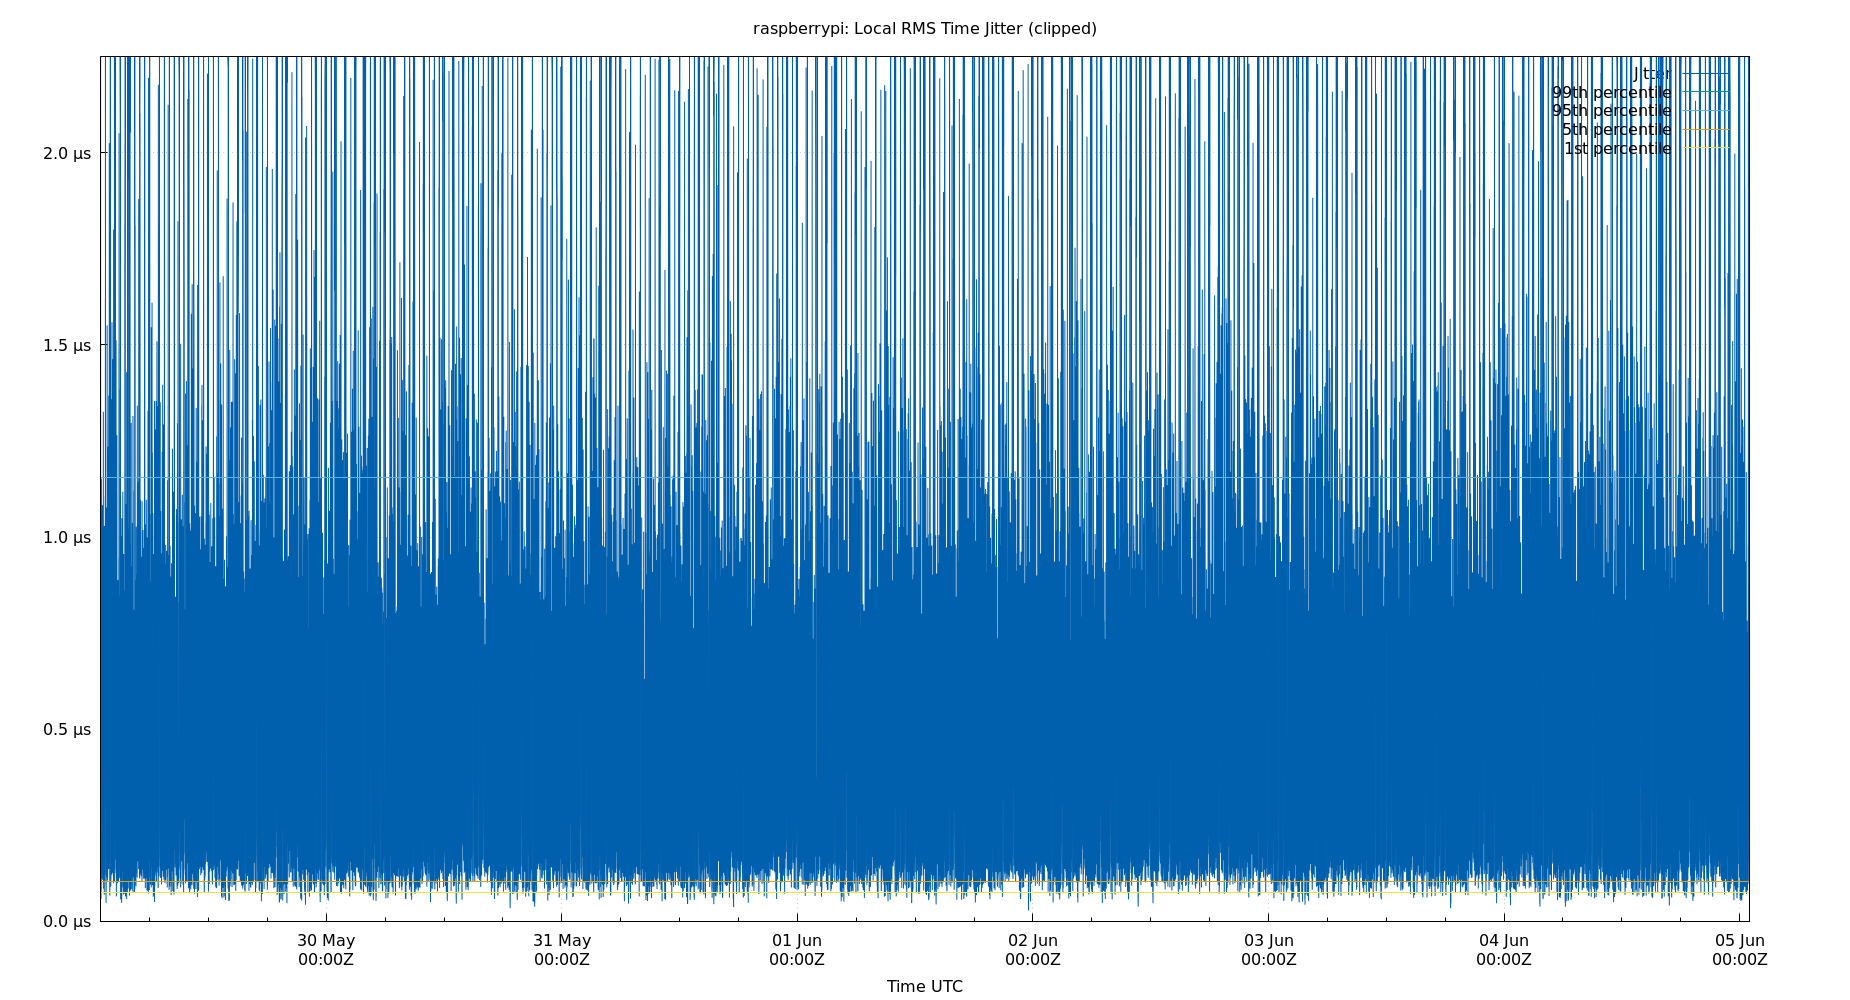 raspberrypi: Local RMS Time Jitter (clipped)
Jitter
99th percentile
95th percentile
5th percentile
1st percentile
2.0 µs
1.5 µs
1.0 µs
0.5 µs
0.0 µs
30 May 31 May 01 Jun 02 Jun 03 Jun 04 Jun 05 Jun
00:00Z 00:00Z 00:00Z 00:00Z 00:00Z 00:00Z 00:00Z
Time UTC